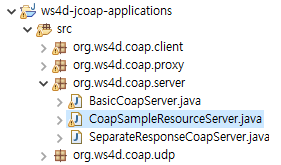 ws4d-jcoap-applications
src
org.ws4d.coap.client
org.ws4d.coap.proxy
org.ws4d.coap.server
BasicCoapServer.java
CoapSampleResourceServer.java
SeparateResponseCoapServer.java
org.ws4d.coap.udp